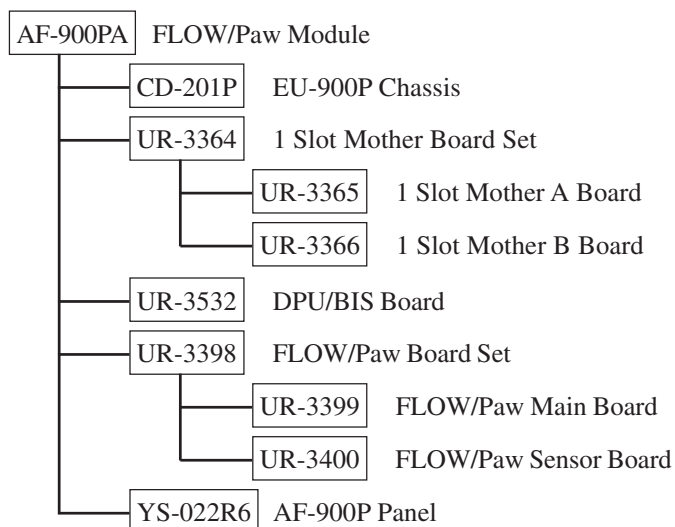 AF-900PA FLOW/Paw Module
CD-201P EU-900P Chassis
UR-3364 1 Slot Mother Board Set
UR-3365 1 Slot Mother A Board
UR-3366 1 Slot Mother B Board
UR-3532 DPU/BIS Board
UR-3398 FLOW/Paw Board Set
UR-3399 FLOW/Paw Main Board
UR-3400 FLOW/Paw Sensor Board
YS-022R6 AF-900P Panel